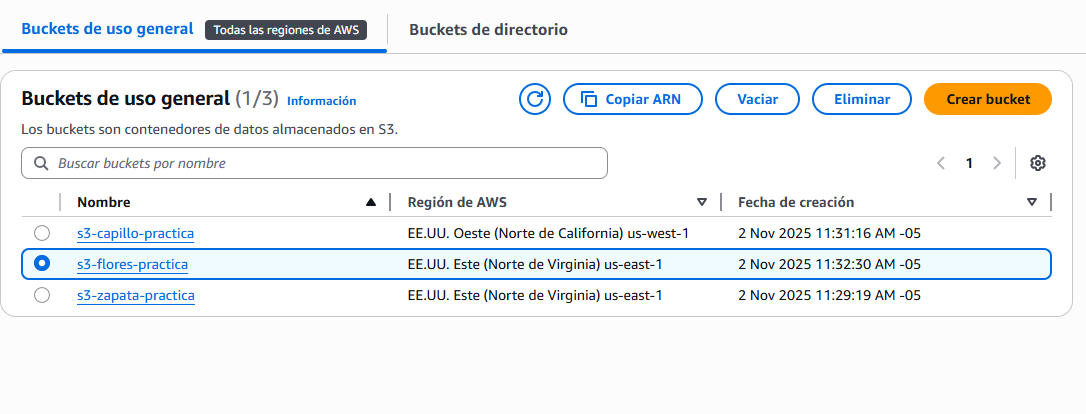 Buckets de uso general Todas las regiones de AWS Buckets de directorio
Buckets de uso general (1/3) Información Copiar ARN Vaciar Eliminar Crear bucket
Los buckets son contenedores de datos almacenados en S3.
Buscar buckets por nombre 1
Nombre Región de AWS Fecha de creación
s3-capillo-practica EE.UU. Oeste (Norte de California) us-west-1 2 Nov 2025 11:31:16 AM -05
s3-flores-practica EE.UU. Este (Norte de Virginia) us-east-1 2 Nov 2025 11:32:30 AM -05
s3-zapata-practica EE.UU. Este (Norte de Virginia) us-east-1 2 Nov 2025 11:29:19 AM -05